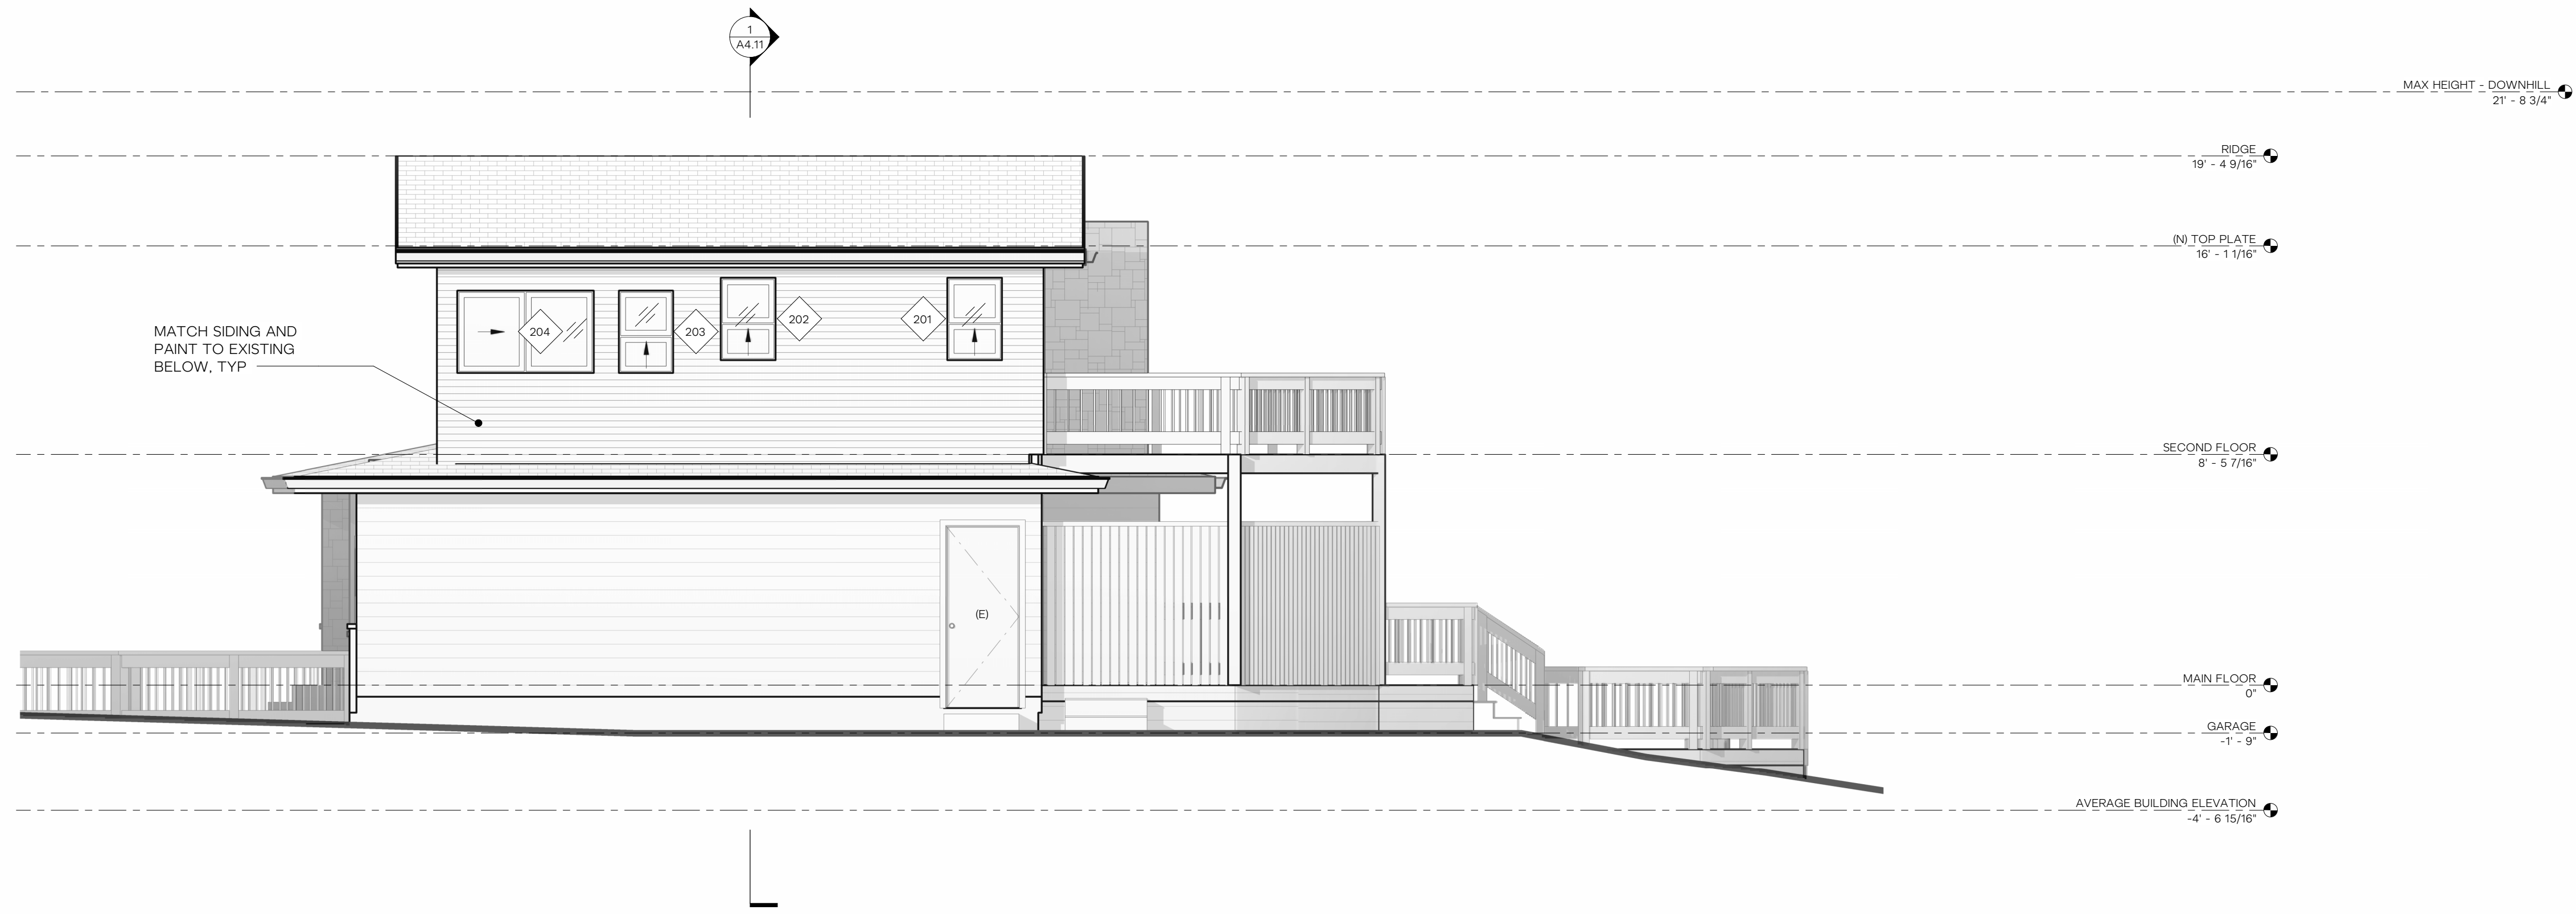 1
A4.11
MAX HEIGHT - DOWNHILL
21' - 8 3/4"
RIDGE
19' - 4 9/16"
(N) TOP PLATE
16' - 1 1/16"
MATCH SIDING AND
PAINT TO EXISTING
BELOW, TYP
204
203
202
201
SECOND FLOOR
8' - 5 7/16"
(E)
MAIN FLOOR
0"
GARAGE
-1' - 9"
AVERAGE BUILDING ELEVATION
-4' - 6 15/16"